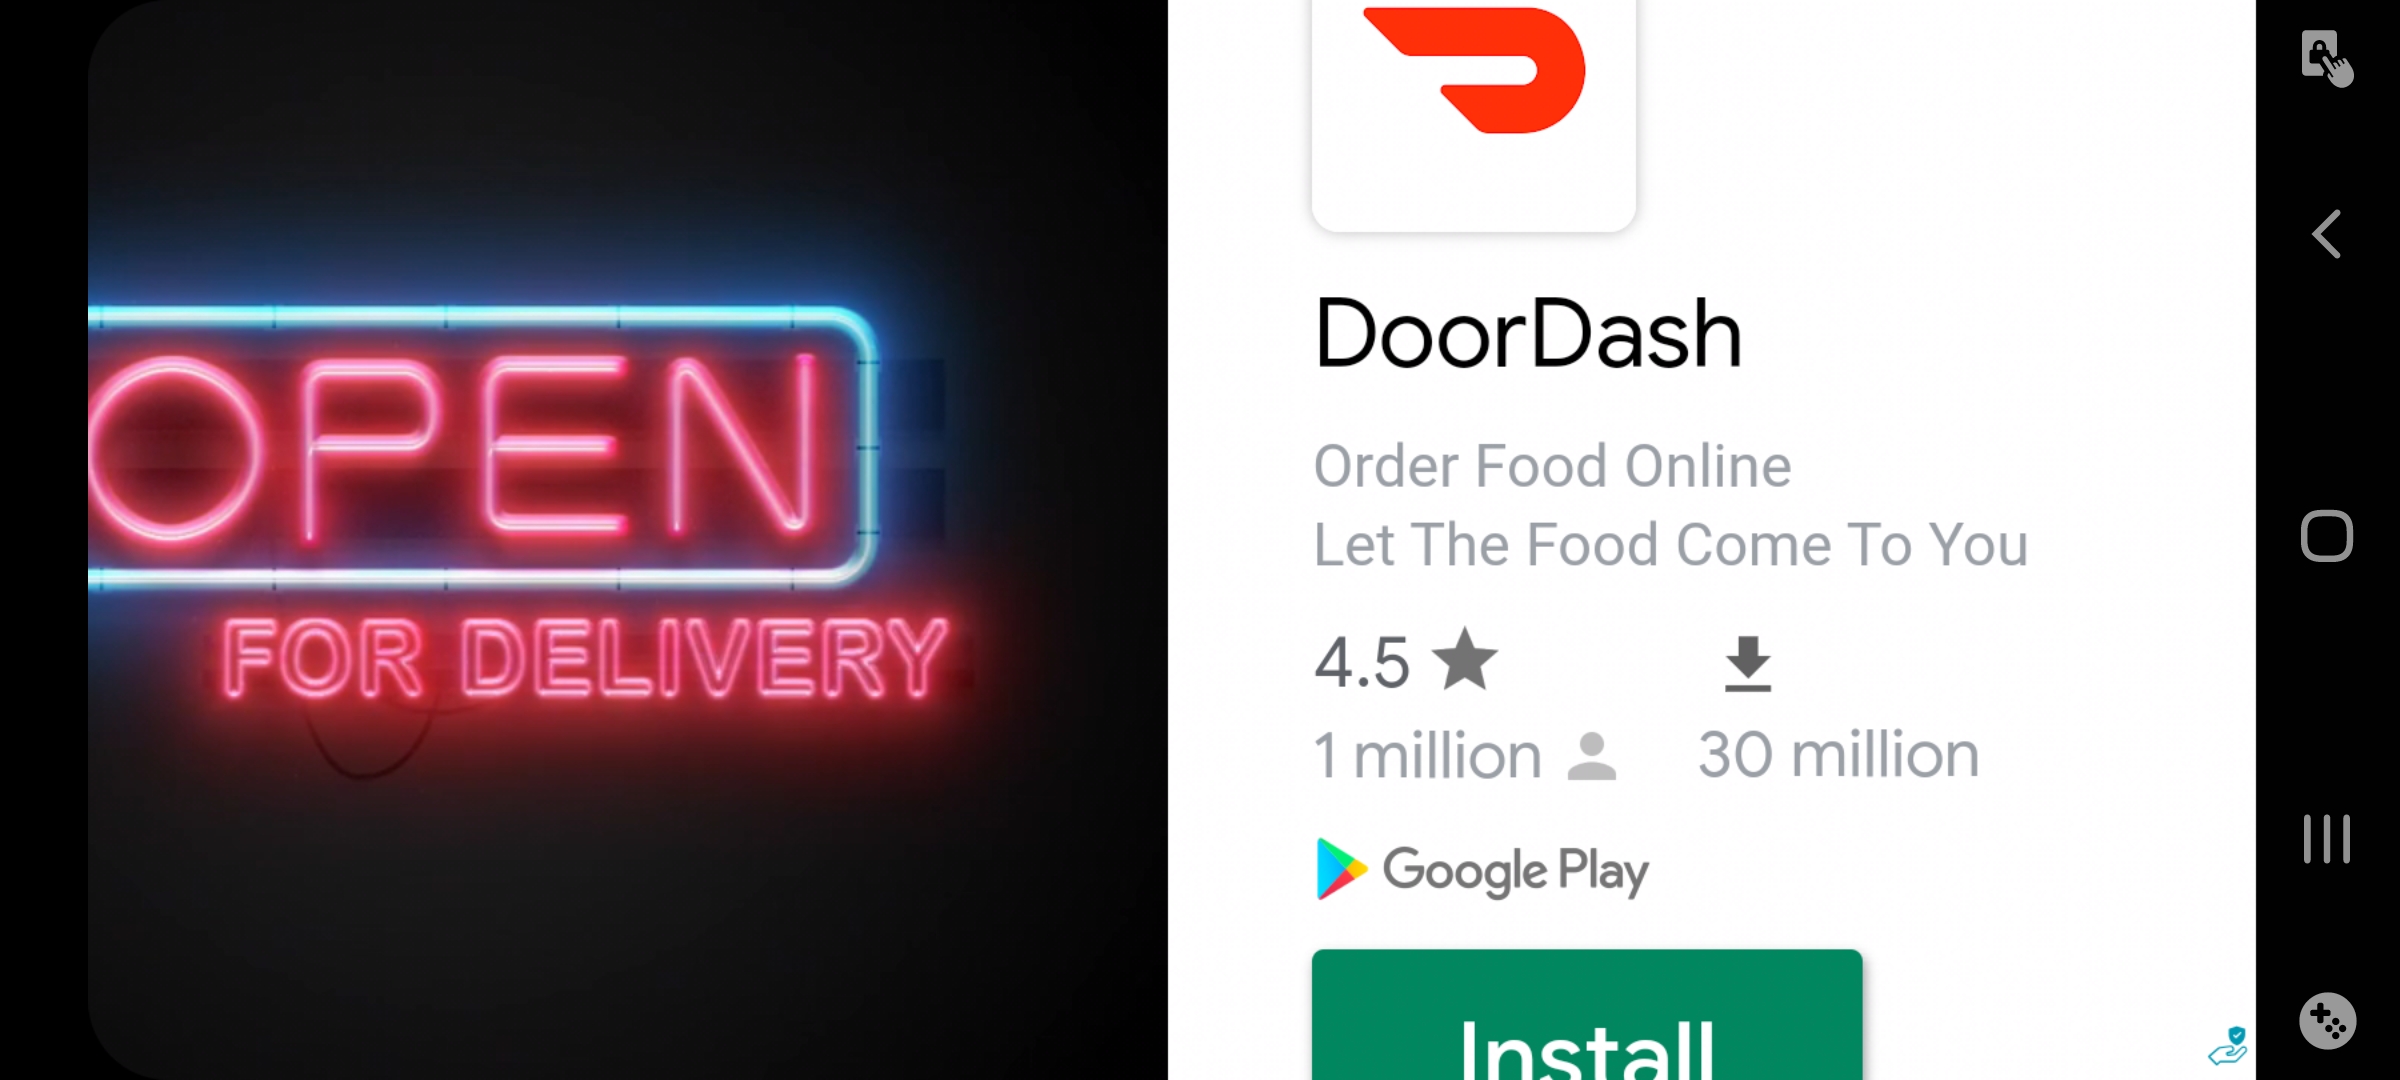 OPEN
FOR DELIVERY
DoorDash
Order Food Online
Let The Food Come To You
4.5
1 million
30 million
Google Play
Install